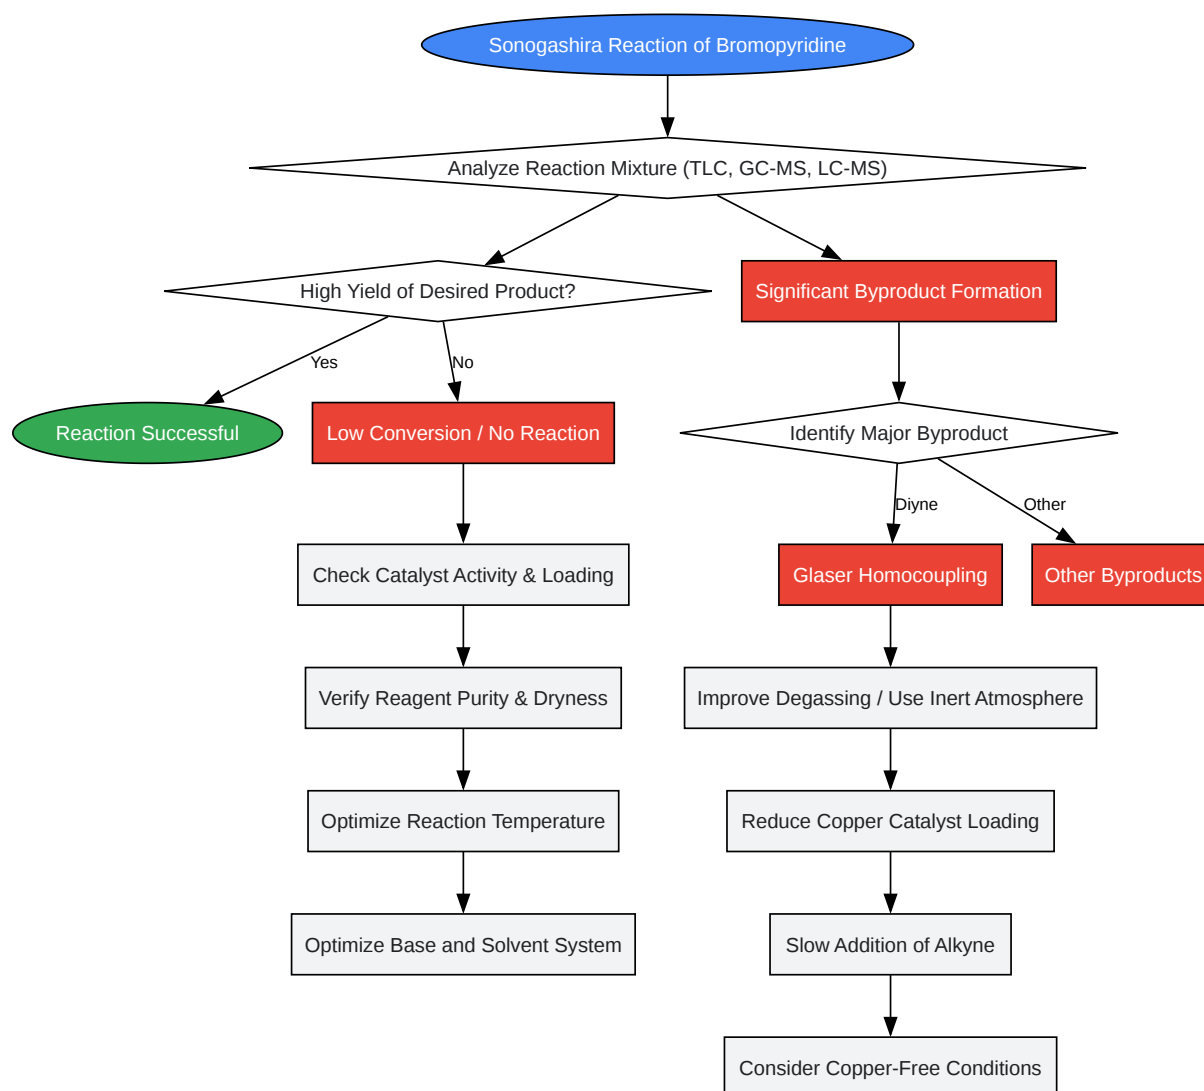 Sonogashira Reaction of Bromopyridine
Analyze Reaction Mixture (TLC, GC-MS, LC-MS)
High Yield of Desired Product?
Significant Byproduct Formation
Yes
No
Reaction Successful
Low Conversion / No Reaction
Identify Major Byproduct
Diyne
Other
Check Catalyst Activity & Loading
Glaser Homocoupling
Other Byproducts
Verify Reagent Purity & Dryness
Improve Degassing / Use Inert Atmosphere
Optimize Reaction Temperature
Reduce Copper Catalyst Loading
Optimize Base and Solvent System
Slow Addition of Alkyne
Consider Copper-Free Conditions